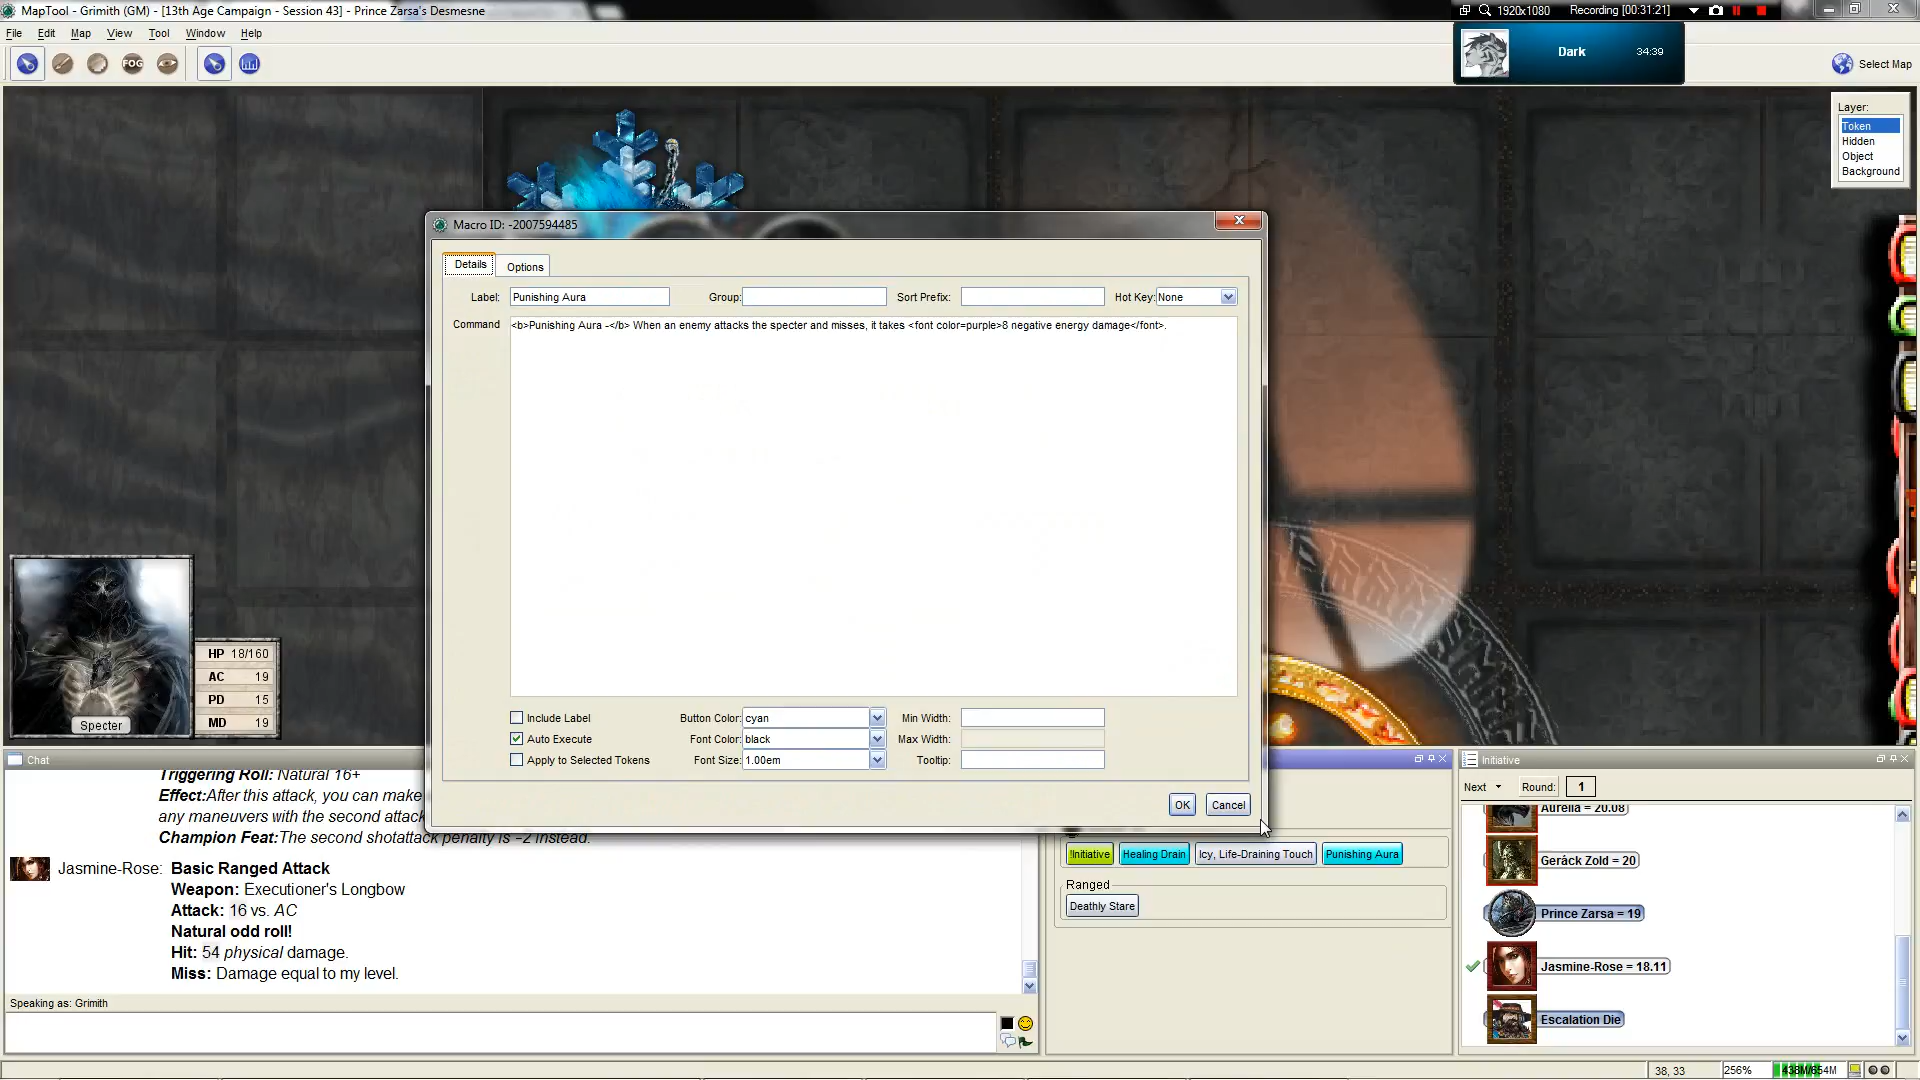 MapTool - Grimith (GM) - [13th Age Campaign - Session 43] - Prince Zarsa's Desmesne
1920x1080
Recording [00:31:21]
File Edit Map View Tool Window Help
FOG
Dark
34:39
Select Map
Layer:
Token
Hidden
Object
Background
Macro ID: -2007594485
Details
Options
Label: Punishing Aura
Group:
Sort Prefix:
Hot Key: None
Command
<b>Punishing Aura -</b> When an enemy attacks the specter and misses, it takes <font color=purple>8 negative energy damage</font>.
Include Label
Button Color: cyan
Min Width:
Auto Execute
Font Color: black
Max Width:
Apply to Selected Tokens
Font Size: 1.00em
Tooltip:
OK
Cancel
HP 18/160
AC 19
PD 15
MD 19
Specter
Chat
Triggering Roll: Natural 16+
Effect:After this attack, you can make
any maneuvers with the second attack
Champion Feat:The second shotattack penalty is –2 instead.
Jasmine-Rose: Basic Ranged Attack
Weapon: Executioner's Longbow
Attack: 16 vs. AC
Natural odd roll!
Hit: 54 physical damage.
Miss: Damage equal to my level.
Speaking as: Grimith
!Initiative
Healing Drain
Icy, Life-Draining Touch
Punishing Aura
Ranged
Deathly Stare
Initiative
Next
Round: 1
Aurelia = 20.08
Geräck Zold = 20
Prince Zarsa = 19
Jasmine-Rose = 18.11
Escalation Die
38, 33
256%
438M/654M